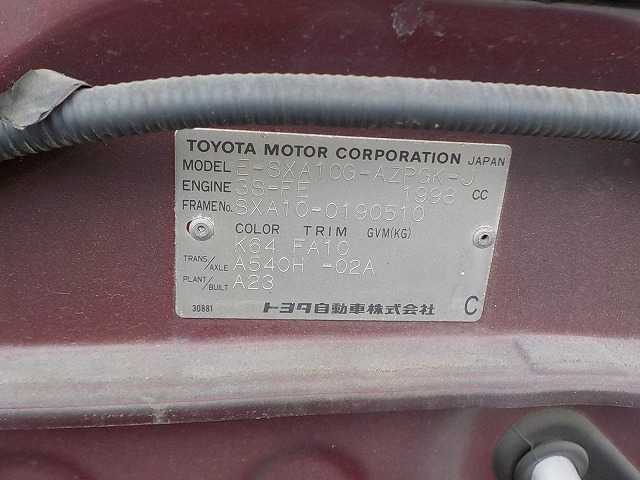 TOYOTA MOTOR CORPORATION JAPAN
MODEL E-SXA10G-AZPGK-J
ENGINE 3S-FE 1998 CC
FRAME No. SXA10-0190510
COLOR TRIM GVM(KG)
K64 FA10
TRANS/AXLE A540H -02A
PLANT/BUILT A23
30881 トヨタ自動車株式会社 C